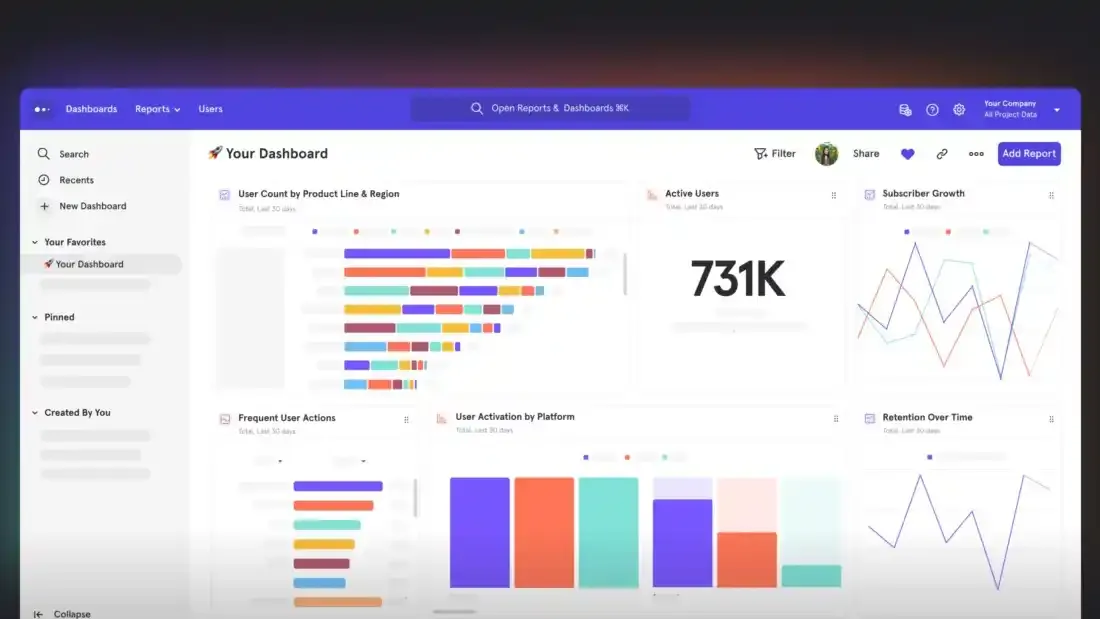 Dashboards
Reports
Users
Open Reports & Dashboards ⌘K
Your Company
All Project Data
Search
Recents
New Dashboard
Your Favorites
🚀 Your Dashboard
Pinned
Created By You
Collapse
🚀 Your Dashboard
Filter
Share
Add Report
User Count by Product Line & Region
Total, Last 30 days
Active Users
Total, Last 30 days
731K
Subscriber Growth
Total, Last 30 days
Frequent User Actions
Total, Last 30 days
User Activation by Platform
Total, Last 30 days
Retention Over Time
Total, Last 30 days